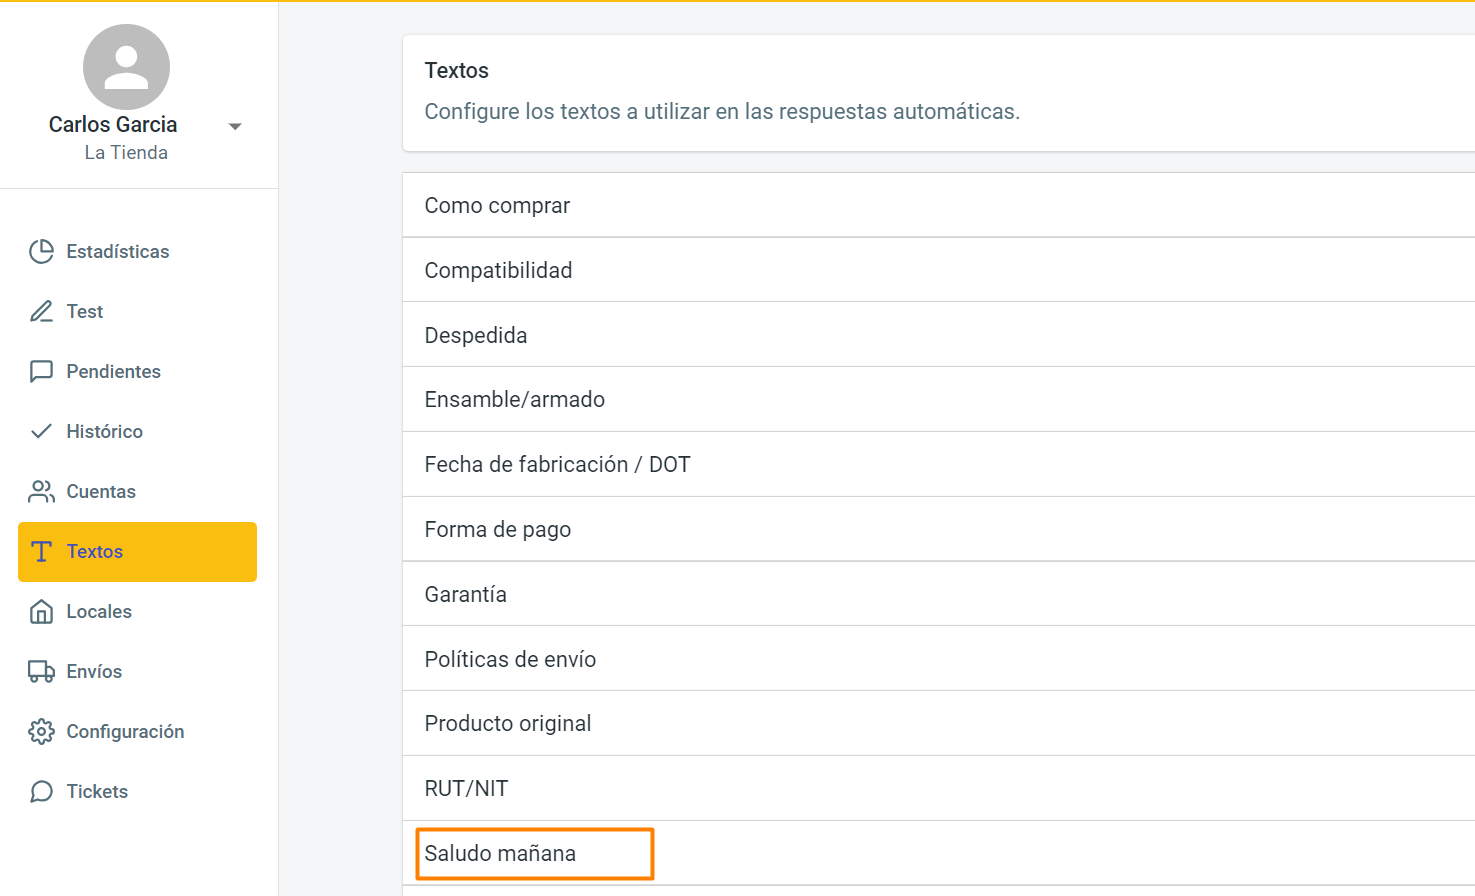 Carlos Garcia
La Tienda
Estadísticas
Test
Pendientes
Histórico
Cuentas
Textos
Locales
Envíos
Configuración
Tickets
Textos
Configure los textos a utilizar en las respuestas automáticas.
Como comprar
Compatibilidad
Despedida
Ensamble/armado
Fecha de fabricación / DOT
Forma de pago
Garantía
Políticas de envío
Producto original
RUT/NIT
Saludo mañana